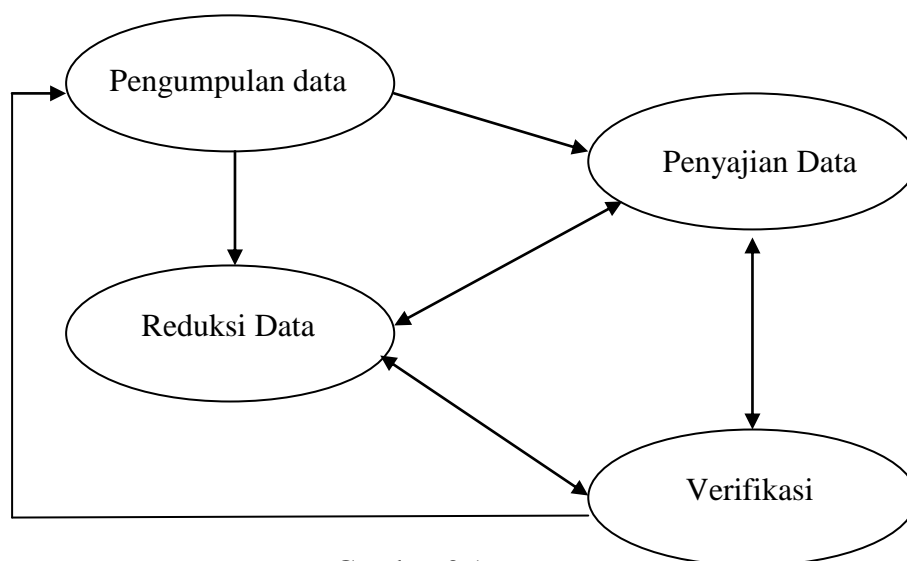 Pengumpulan data
Penyajian Data
Reduksi Data
Verifikasi